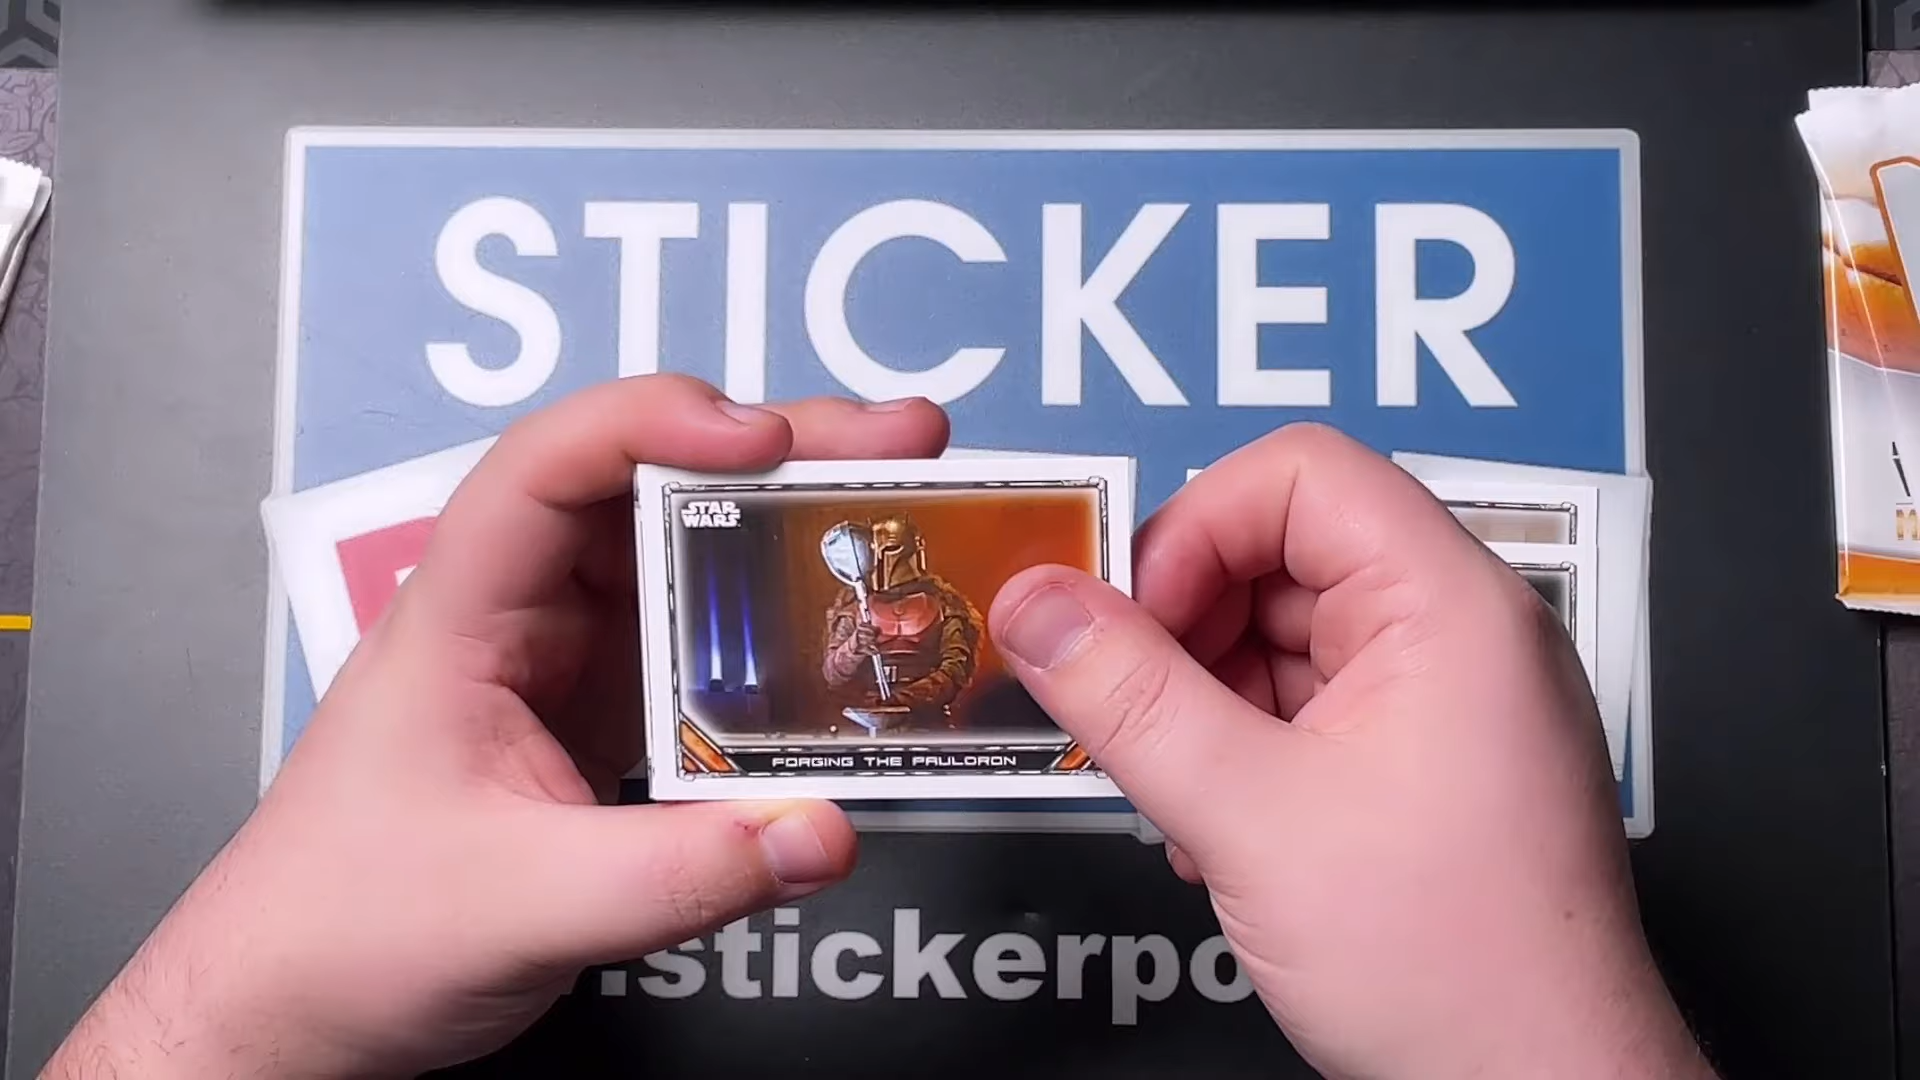 STICKER
STAR
WARS
FORGING THE PAULDRON
.stickerpo